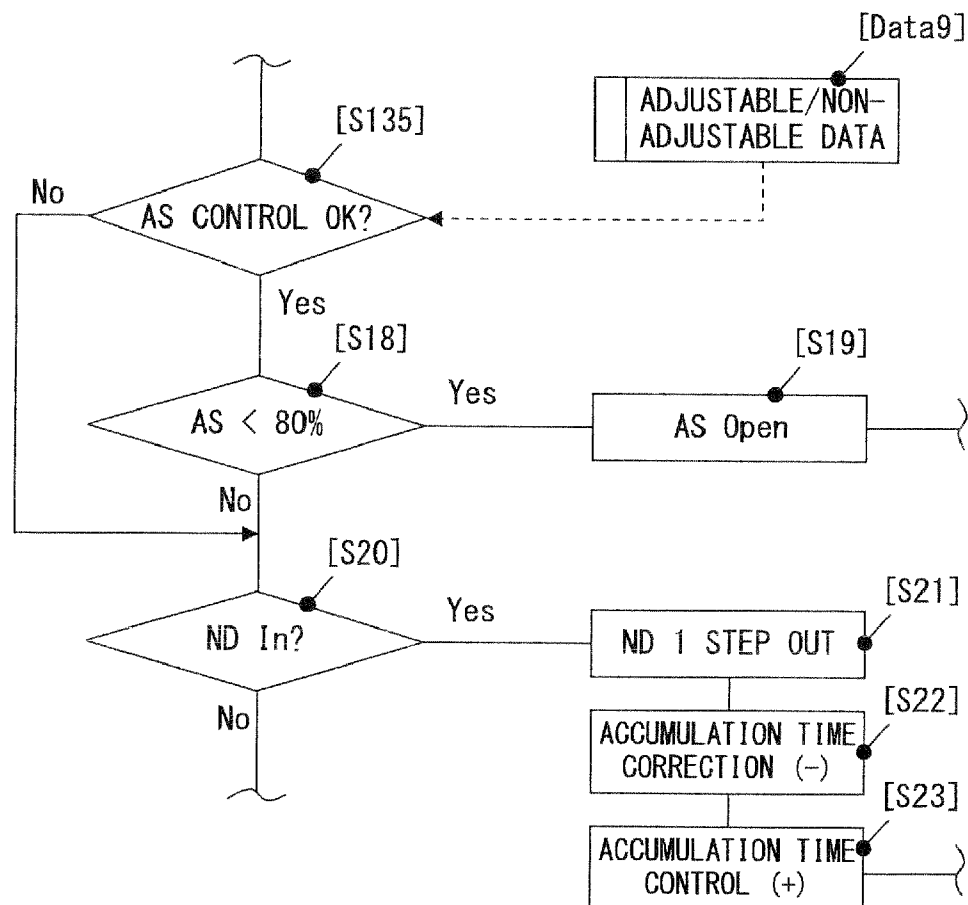 [Data9]
ADJUSTABLE/NON-
ADJUSTABLE DATA
[S135]
No
AS CONTROL OK?
Yes
[S18]
AS < 80%
Yes
[S19]
AS Open
No
[S20]
ND In?
Yes
[S21]
ND 1 STEP OUT
No
[S22]
ACCUMULATION TIME
CORRECTION (-)
[S23]
ACCUMULATION TIME
CONTROL (+)